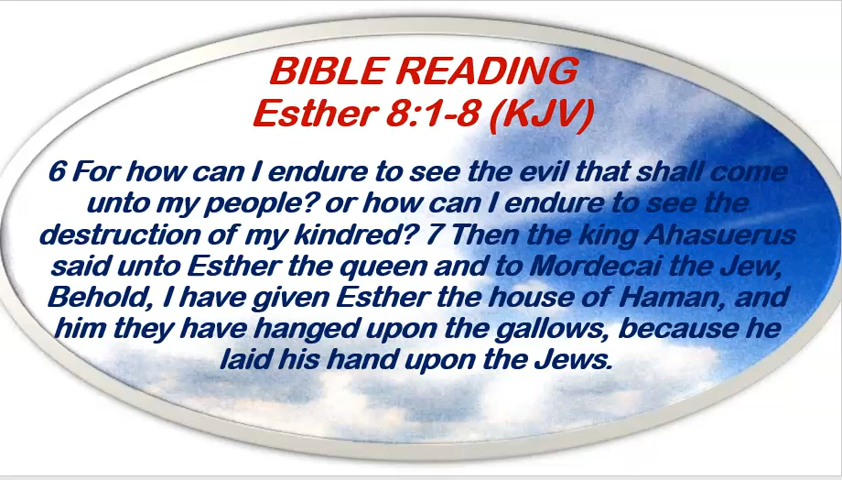 BIBLE READING
Esther 8:1-8 (KJV)
6 For how can I endure to see the evil that shall come
unto my people? or how can I endure to see the
destruction of my kindred? 7 Then the king Ahasuerus
said unto Esther the queen and to Mordecai the Jew,
Behold, I have given Esther the house of Haman, and
him they have hanged upon the gallows, because he
laid his hand upon the Jews.